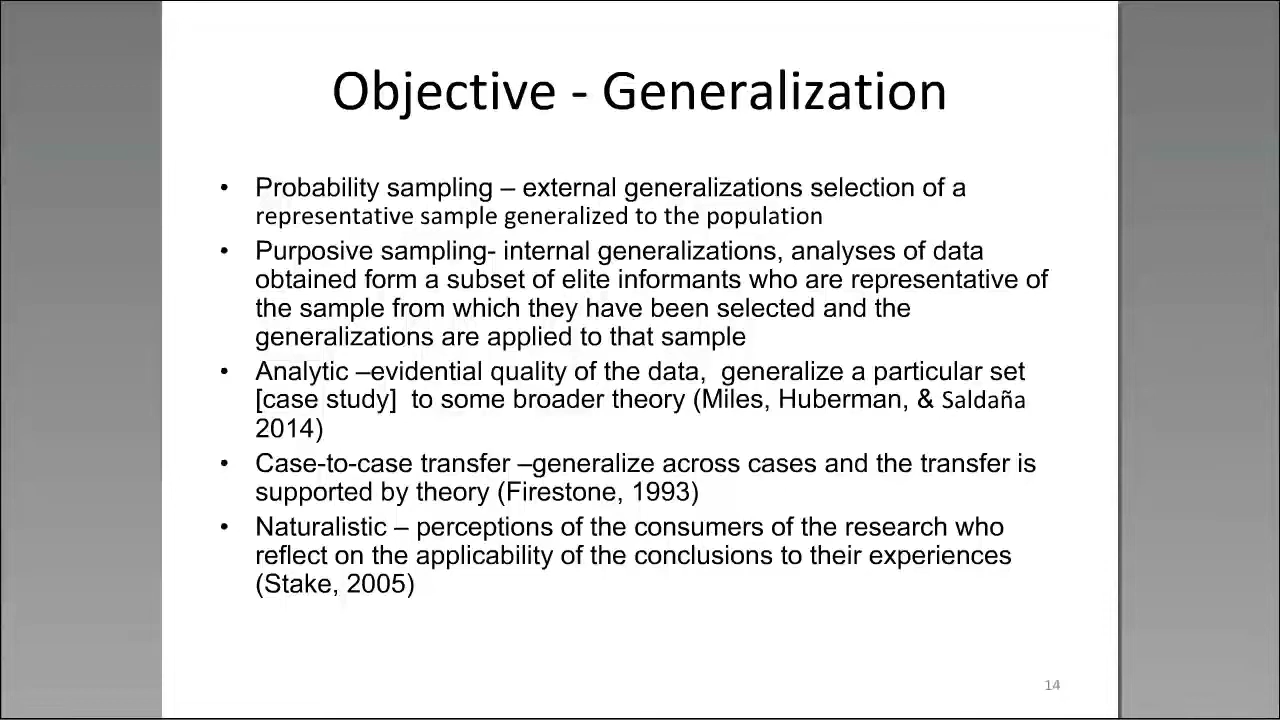 Objective - Generalization
• Probability sampling – external generalizations selection of a
representative sample generalized to the population
• Purposive sampling- internal generalizations, analyses of data
obtained form a subset of elite informants who are representative of
the sample from which they have been selected and the
generalizations are applied to that sample
• Analytic –evidential quality of the data,  generalize a particular set
[case study]  to some broader theory (Miles, Huberman, & Saldaña
2014)
• Case-to-case transfer –generalize across cases and the transfer is
supported by theory (Firestone, 1993)
• Naturalistic – perceptions of the consumers of the research who
reflect on the applicability of the conclusions to their experiences
(Stake, 2005)
14